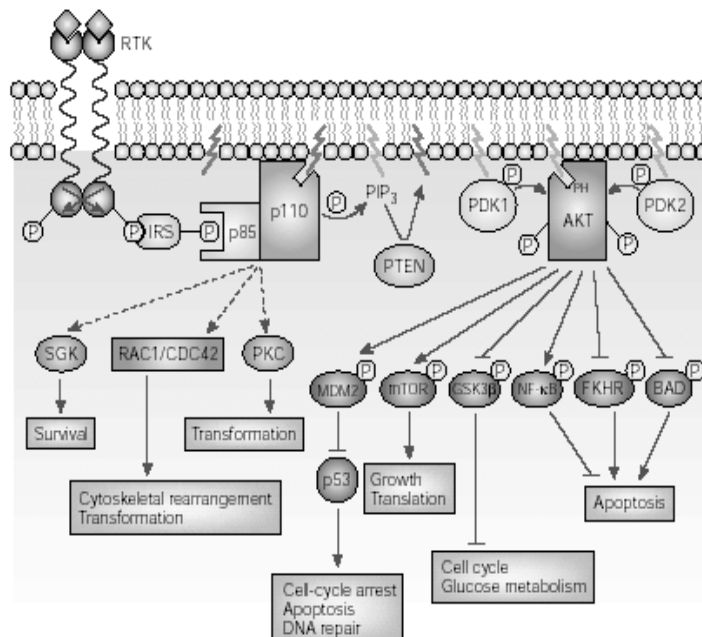 RTK
P
P
IRS
P
p85
p110
P
PIP3
PTEN
PDK1
P
PH
AKT
P
P
P
PDK2
SGK
RAC1/CDC42
PKC
MDM2
P
mTOR
P
GSK3β
P
NF-κB
P
FKHR
P
BAD
P
Survival
Transformation
Cytoskeletal rearrangement
Transformation
p53
Growth
Translation
Apoptosis
Cell-cycle arrest
Apoptosis
DNA repair
Cell cycle
Glucose metabolism